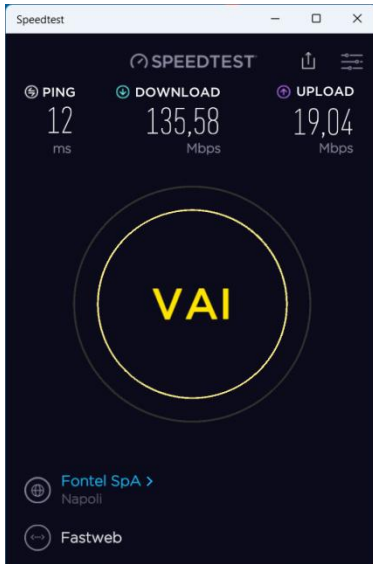 Speedtest
SPEEDTEST
PING
DOWNLOAD
UPLOAD
12
135,58
19,04
ms
Mbps
Mbps
VAI
Fontel SpA >
Napoli
Fastweb